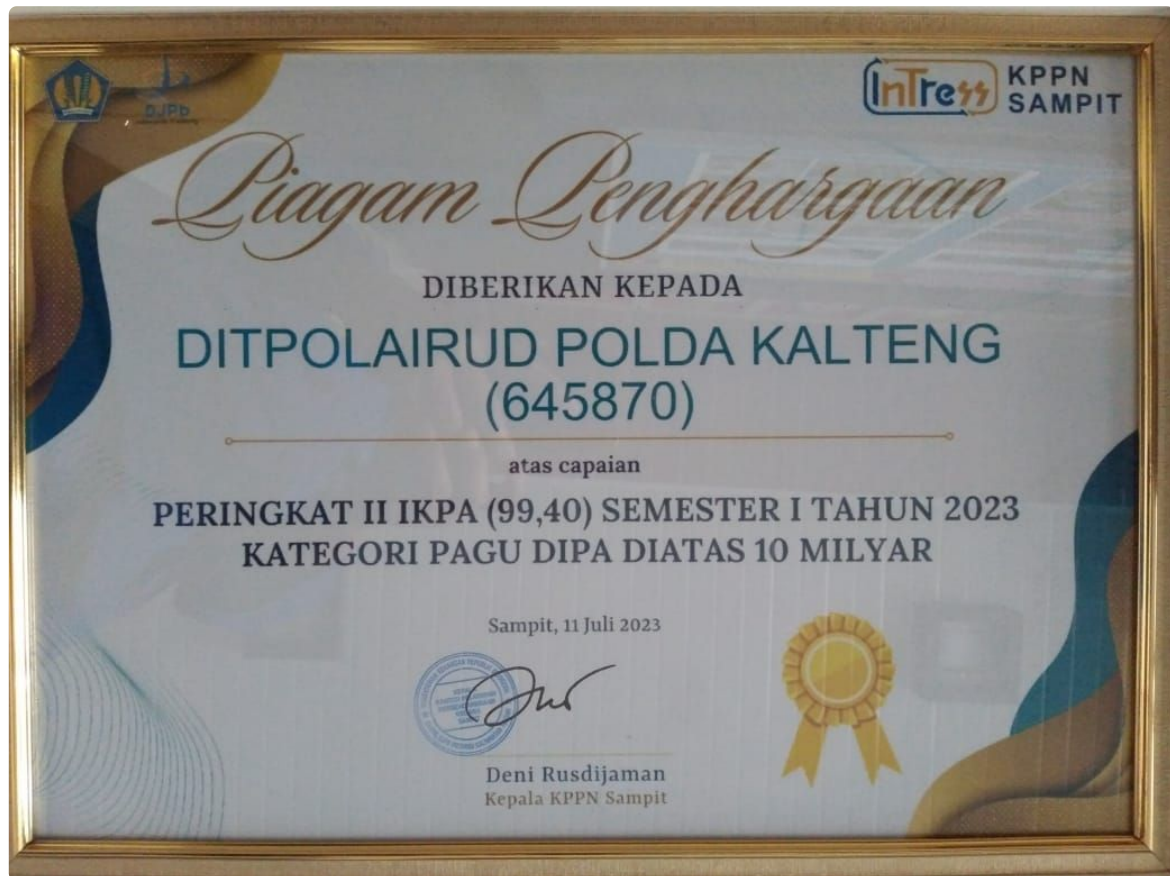 DJPb
InTress KPPN
SAMPIT
Piagam Penghargaan
DIBERIKAN KEPADA
DITPOLAIRUD POLDA KALTENG
(645870)
atas capaian
PERINGKAT II IKPA (99,40) SEMESTER I TAHUN 2023
KATEGORI PAGU DIPA DIATAS 10 MILYAR
Sampit, 11 Juli 2023
Deni Rusdijaman
Kepala KPPN Sampit